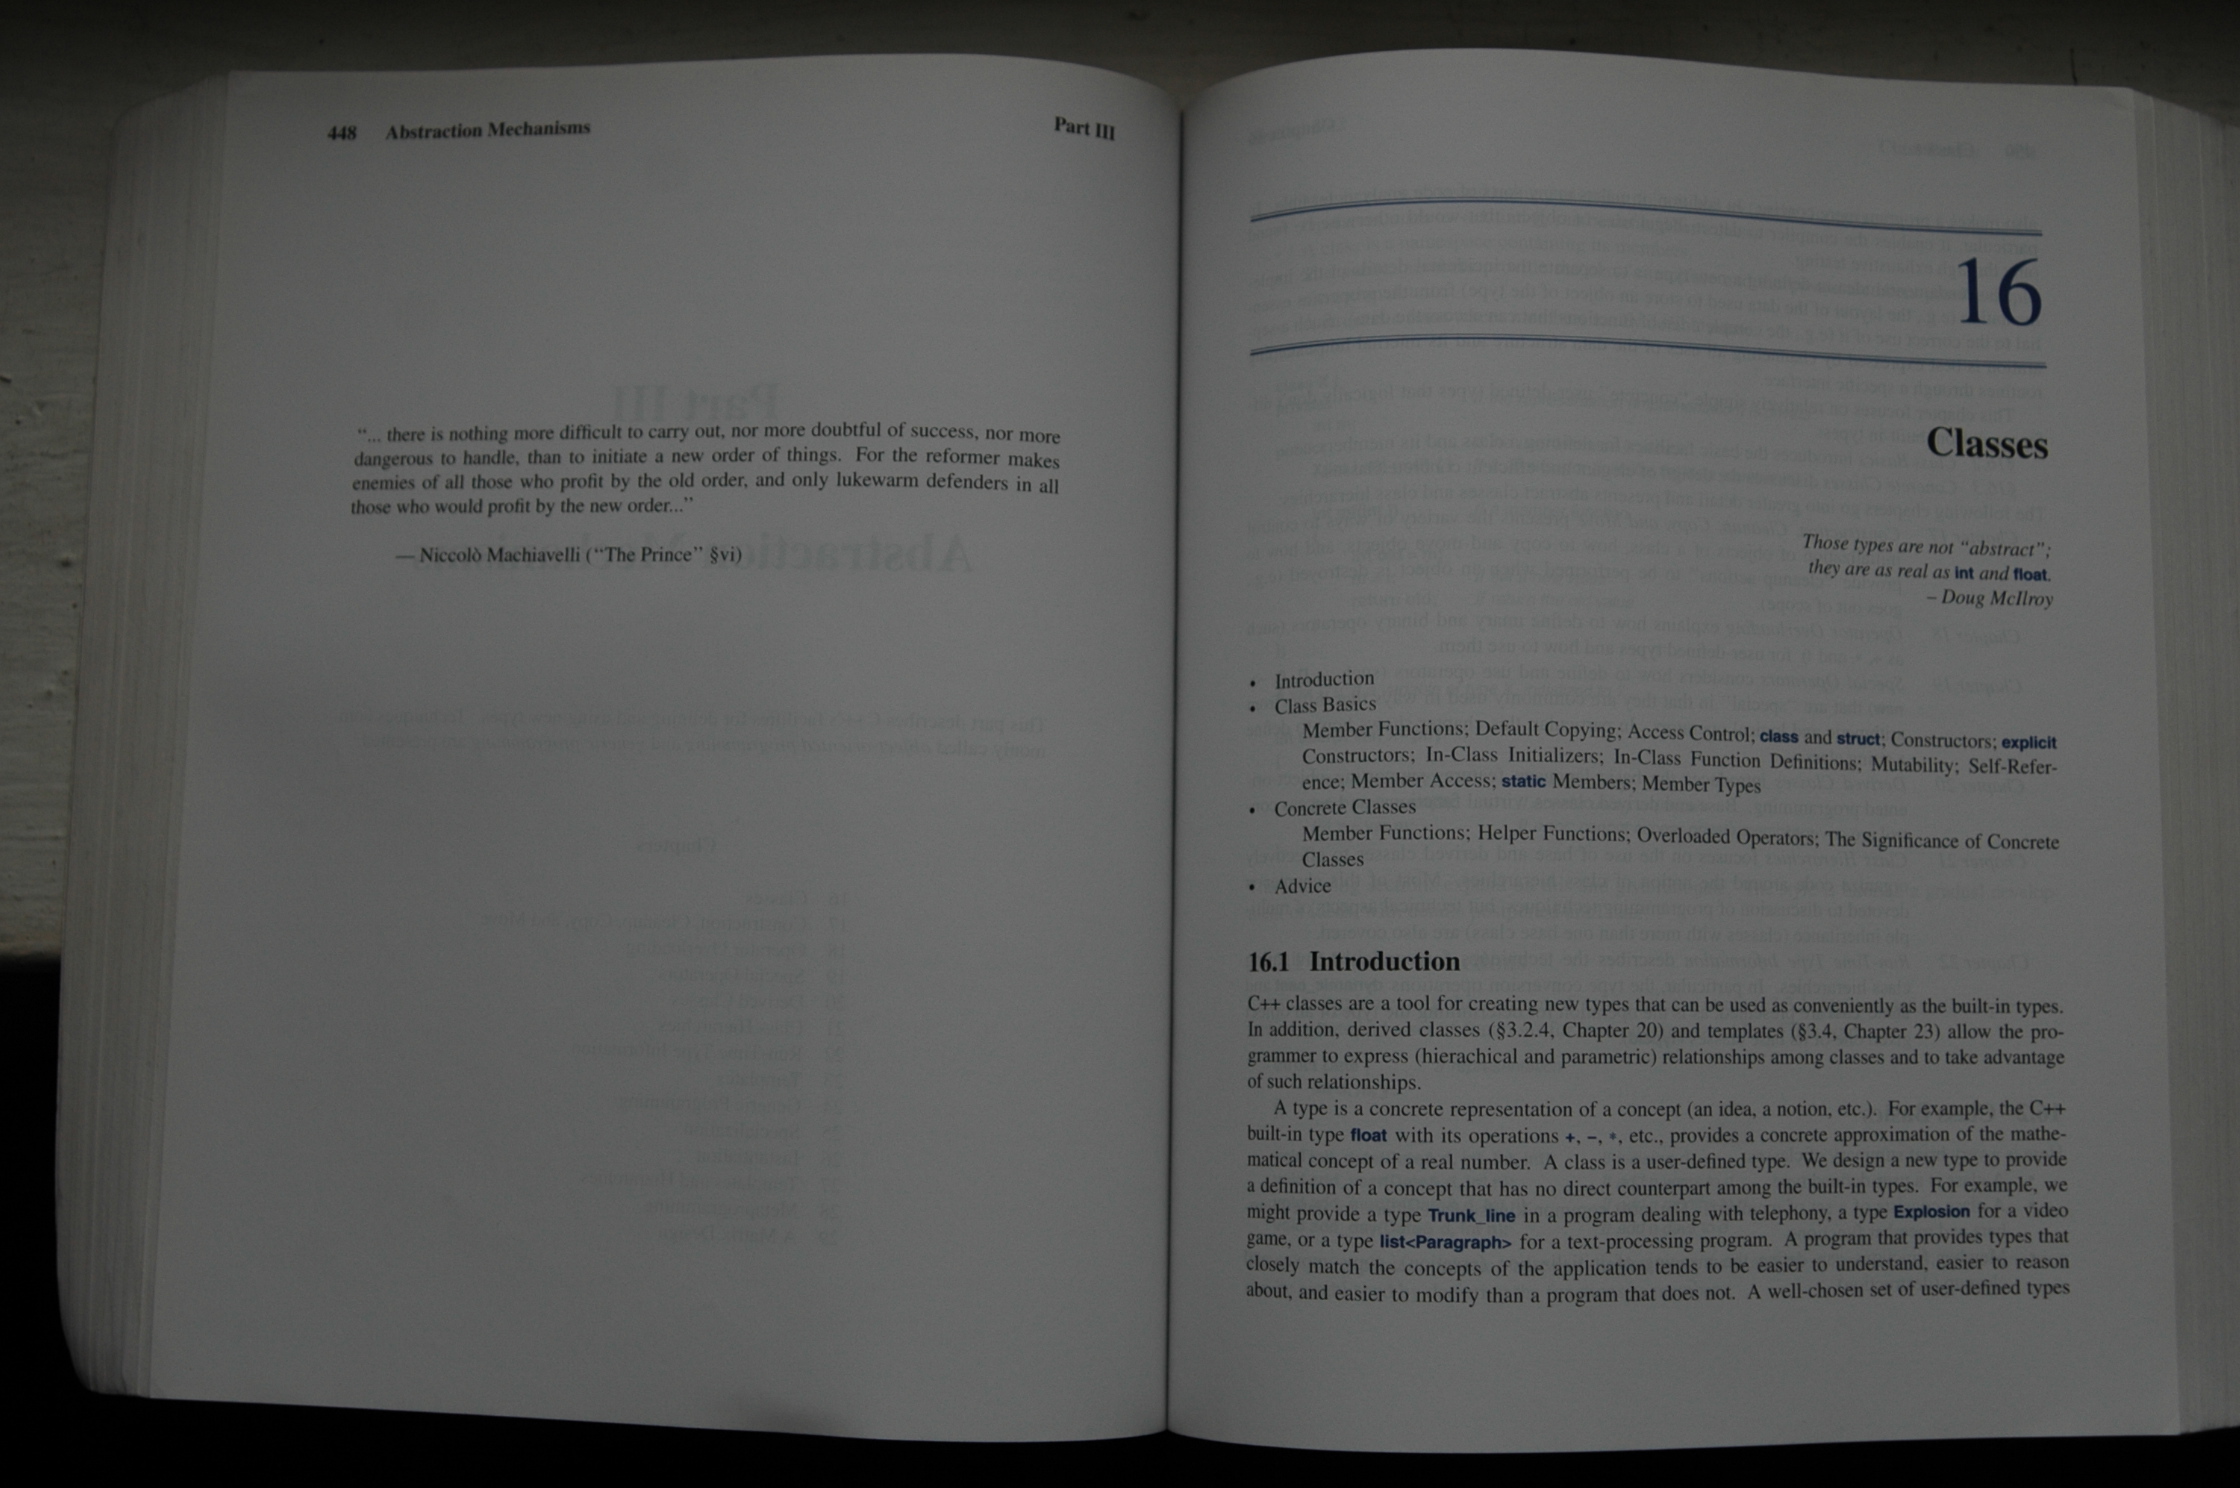 448 Abstraction Mechanisms Part III
“... there is nothing more difficult to carry out, nor more doubtful of success, nor more
dangerous to handle, than to initiate a new order of things. For the reformer makes
enemies of all those who profit by the old order, and only lukewarm defenders in all
those who would profit by the new order...”
— Niccolò Machiavelli (“The Prince” §vi)
16
Classes
Those types are not “abstract”;
they are as real as int and float.
– Doug McIlroy
• Introduction
• Class Basics
Member Functions; Default Copying; Access Control; class and struct; Constructors; explicit
Constructors; In-Class Initializers; In-Class Function Definitions; Mutability; Self-Refer-
ence; Member Access; static Members; Member Types
• Concrete Classes
Member Functions; Helper Functions; Overloaded Operators; The Significance of Concrete
Classes
• Advice
16.1 Introduction
C++ classes are a tool for creating new types that can be used as conveniently as the built-in types.
In addition, derived classes (§3.2.4, Chapter 20) and templates (§3.4, Chapter 23) allow the pro-
grammer to express (hierachical and parametric) relationships among classes and to take advantage
of such relationships.
A type is a concrete representation of a concept (an idea, a notion, etc.). For example, the C++
built-in type float with its operations +, −, *, etc., provides a concrete approximation of the mathe-
matical concept of a real number. A class is a user-defined type. We design a new type to provide
a definition of a concept that has no direct counterpart among the built-in types. For example, we
might provide a type Trunk_line in a program dealing with telephony, a type Explosion for a video
game, or a type list<Paragraph> for a text-processing program. A program that provides types that
closely match the concepts of the application tends to be easier to understand, easier to reason
about, and easier to modify than a program that does not. A well-chosen set of user-defined types